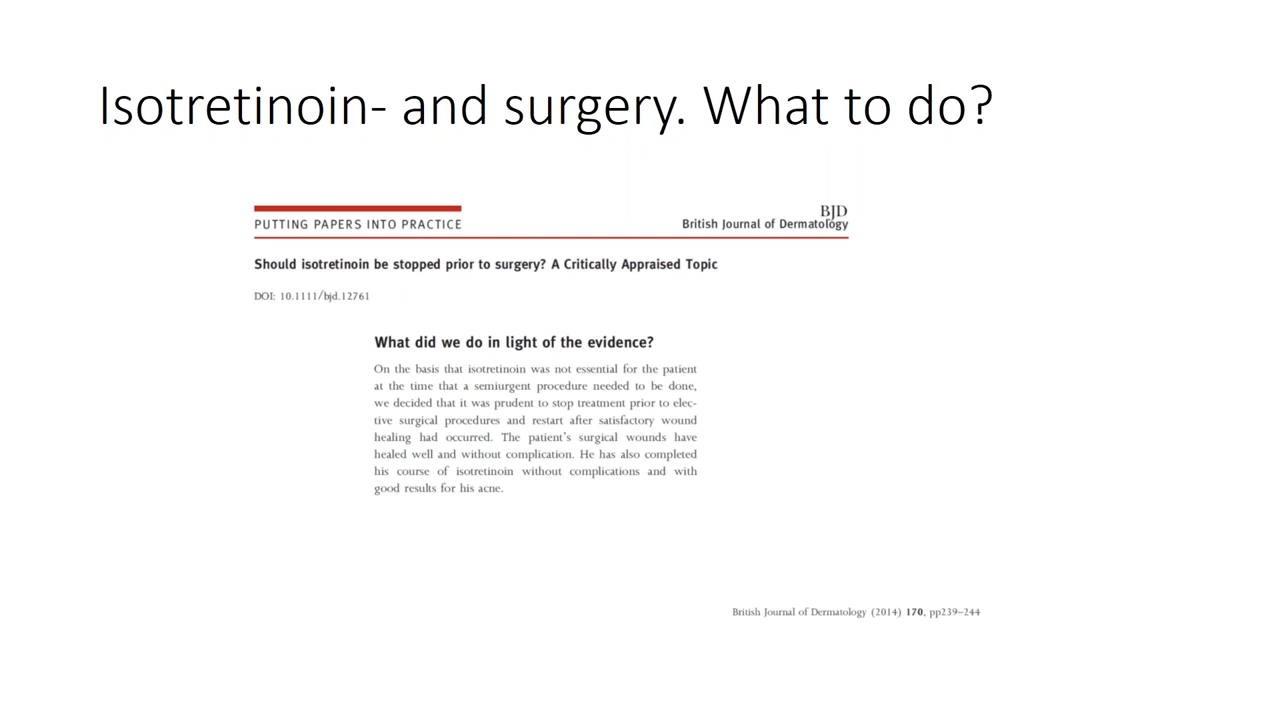 Isotretinoin- and surgery. What to do?
BJD
PUTTING PAPERS INTO PRACTICE
British Journal of Dermatology
Should isotretinoin be stopped prior to surgery? A Critically Appraised Topic
DOI: 10.1111/bjd.12761
What did we do in light of the evidence?
On the basis that isotretinoin was not essential for the patient
at the time that a semiurgent procedure needed to be done,
we decided that it was prudent to stop treatment prior to elec-
tive surgical procedures and restart after satisfactory wound
healing had occurred. The patient's surgical wounds have
healed well and without complication. He has also completed
his course of isotretinoin without complications and with
good results for his acne.
British Journal of Dermatology (2014) 170, pp239–244